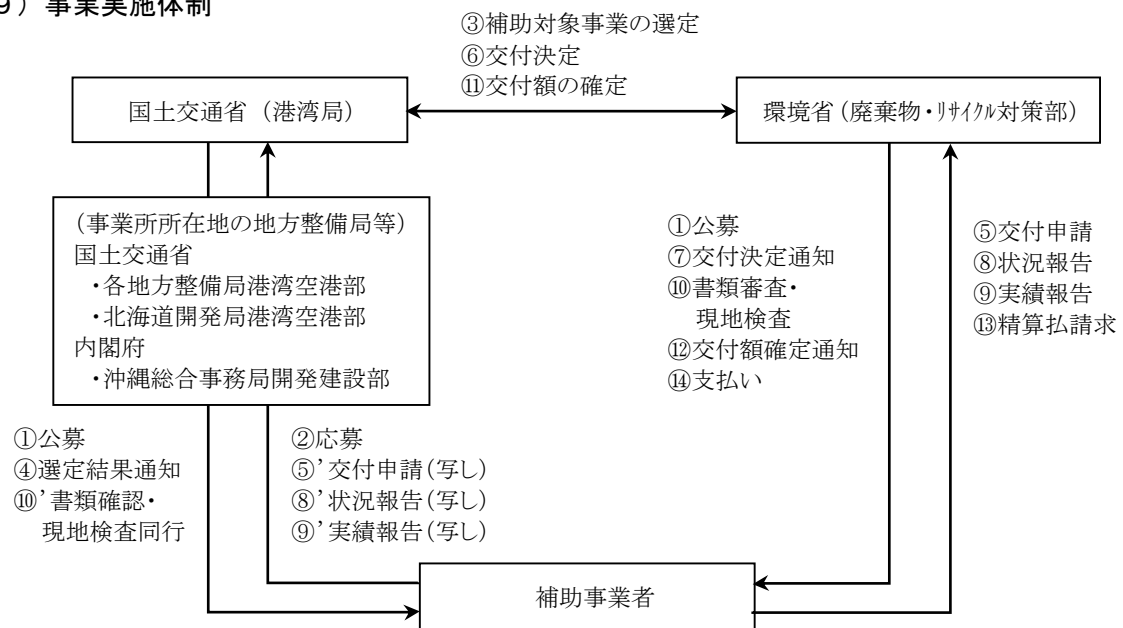 9) 事業実施体制
③補助対象事業の選定
⑥交付決定
⑪交付額の確定
国土交通省(港湾局)
環境省(廃棄物・ﾘｻｲｸﾙ対策部)
(事業所所在地の地方整備局等)
国土交通省
・各地方整備局港湾空港部
・北海道開発局港湾空港部
内閣府
・沖縄総合事務局開発建設部
①公募
⑦交付決定通知
⑩書類審査・
現地検査
⑫交付額確定通知
⑭支払い
⑤交付申請
⑧状況報告
⑨実績報告
⑬精算払請求
①公募
④選定結果通知
⑩’書類確認・
現地検査同行
②応募
⑤’交付申請(写し)
⑧’状況報告(写し)
⑨’実績報告(写し)
補助事業者